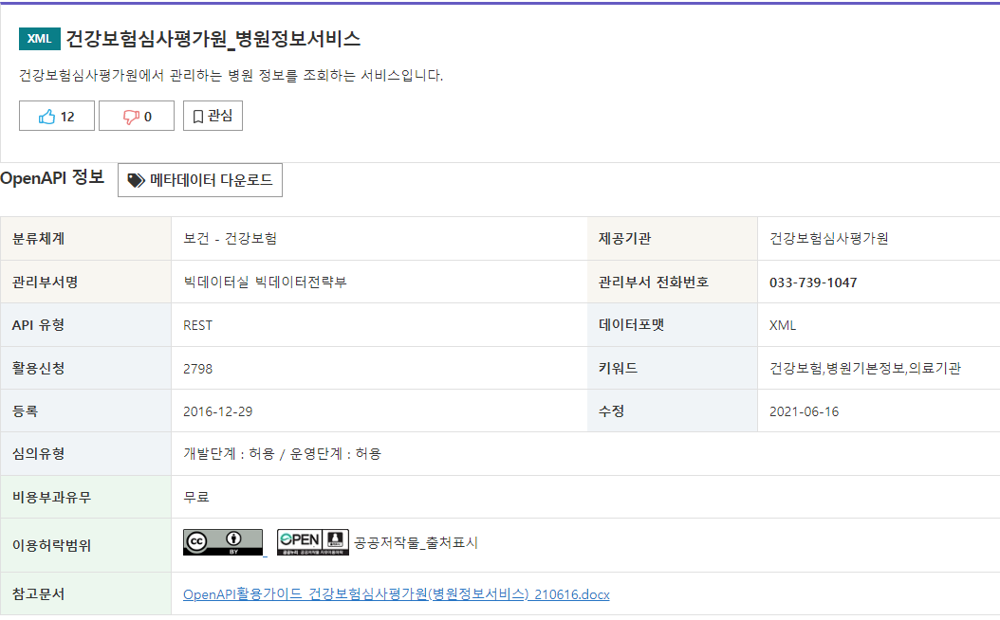 XML 건강보험심사평가원_병원정보서비스
건강보험심사평가원에서 관리하는 병원 정보를 조회하는 서비스입니다.
12 0 관심
OpenAPI 정보 메타데이터 다운로드
분류체계 보건 - 건강보험 제공기관 건강보험심사평가원
관리부서명 빅데이터실 빅데이터전략부 관리부서 전화번호 033-739-1047
API 유형 REST 데이터포맷 XML
활용신청 2798 키워드 건강보험,병원기본정보,의료기관
등록 2016-12-29 수정 2021-06-16
심의유형 개발단계 : 허용 / 운영단계 : 허용
비용부과유무 무료
이용허락범위 cc BY OPEN 공공저작물_출처표시
참고문서 OpenAPI활용가이드_건강보험심사평가원(병원정보서비스)_210616.docx